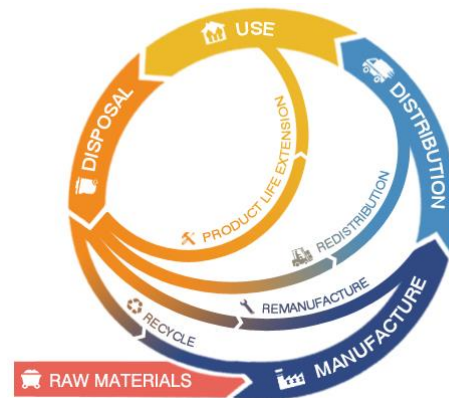 USE
DISTRIBUTION
DISPOSAL
PRODUCT LIFE EXTENSION
REDISTRIBUTION
REMANUFACTURE
RECYCLE
MANUFACTURE
RAW MATERIALS